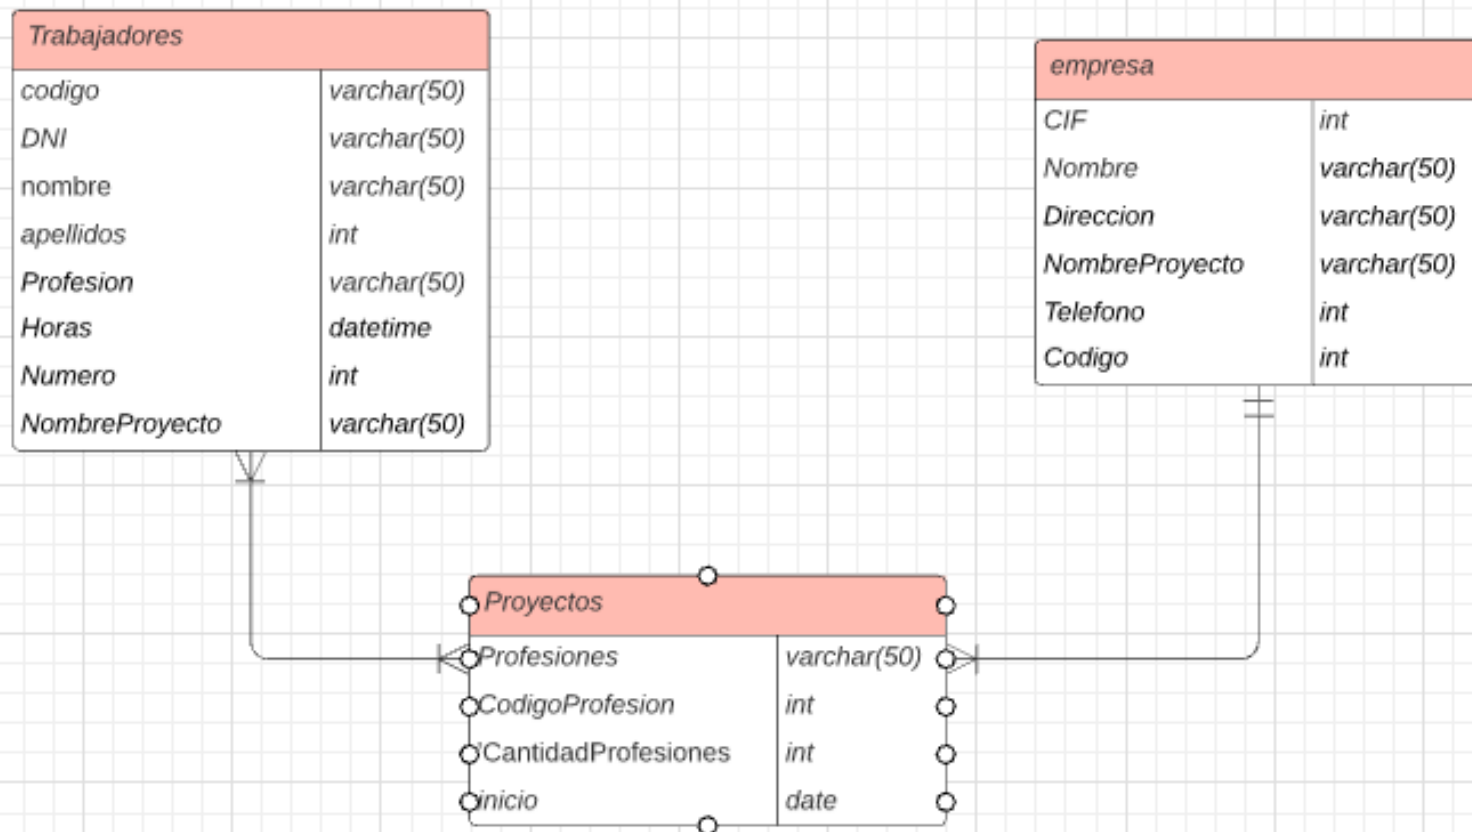 Trabajadores
codigo varchar(50)
DNI varchar(50)
nombre varchar(50)
apellidos int
Profesion varchar(50)
Horas datetime
Numero int
NombreProyecto varchar(50)
empresa
CIF int
Nombre varchar(50)
Direccion varchar(50)
NombreProyecto varchar(50)
Telefono int
Codigo int
Proyectos
Profesiones varchar(50)
CodigoProfesion int
'CantidadProfesiones int
inicio date